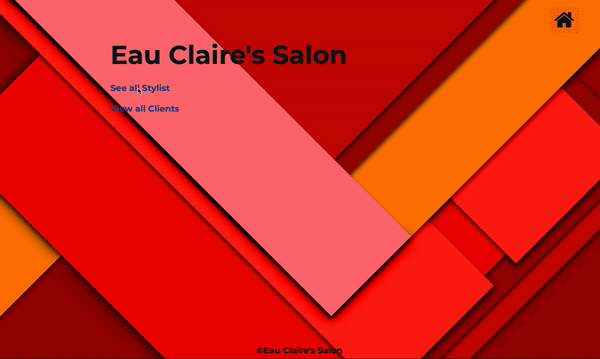 Eau Claire's Salon
See all Stylist
View all Clients
©Eau Claire's Salon